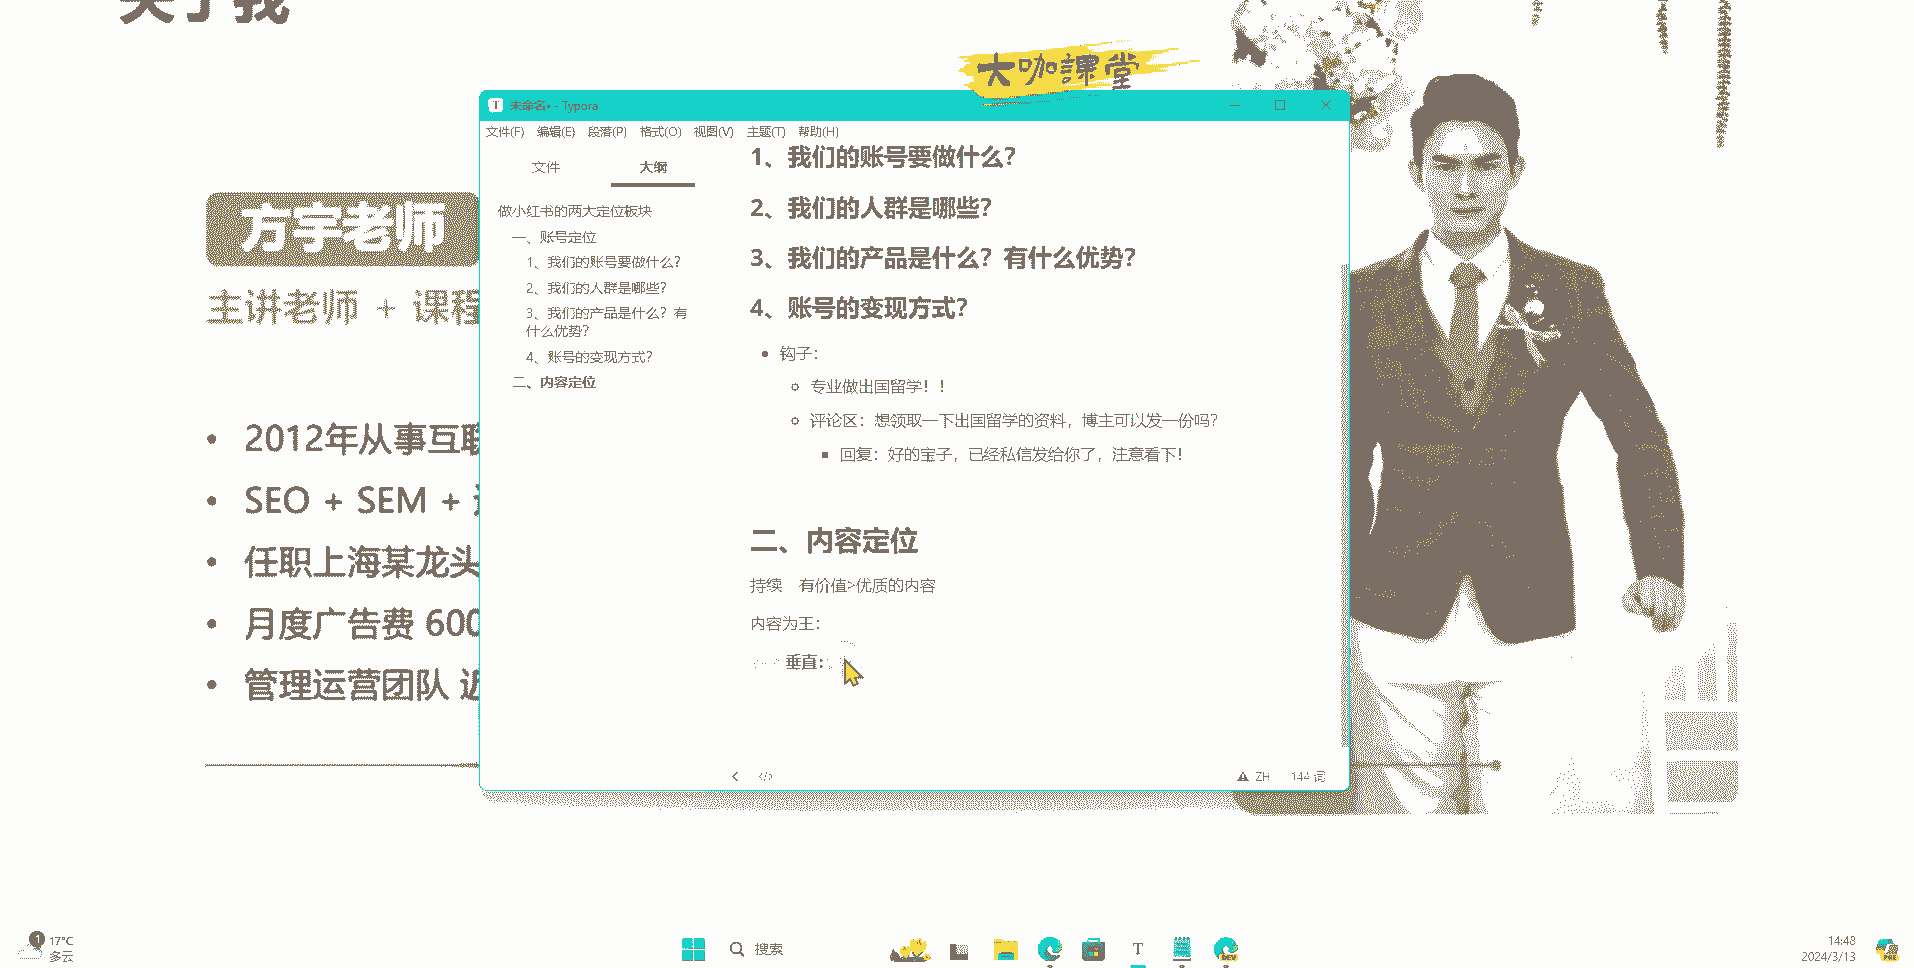 关于我
大咖課堂
未命名• - Typora
文件(F) 编辑(E) 段落(P) 格式(O) 视图(V) 主题(T) 帮助(H)
文件 大纲
做小红书的两大定位板块
一、账号定位
1、我们的账号要做什么？
2、我们的人群是哪些？
3、我们的产品是什么？有
什么优势？
4、账号的变现方式？
二、内容定位
1、我们的账号要做什么？
2、我们的人群是哪些？
3、我们的产品是什么？有什么优势？
4、账号的变现方式？
钩子：
专业做出国留学！！
评论区：想领取一下出国留学的资料，博主可以发一份吗？
回复：好的宝子，已经私信发给你了，注意看下！
二、内容定位
持续 有价值>优质的内容
内容为王：
垂直：
</> ZH 144 词
方宇老师
主讲老师 + 课程
2012年从事互联
SEO + SEM +
任职上海某龙头
月度广告费 600
管理运营团队 近
1
17°C
多云
搜索
T
DEV
14:48
2024/3/13
PRE